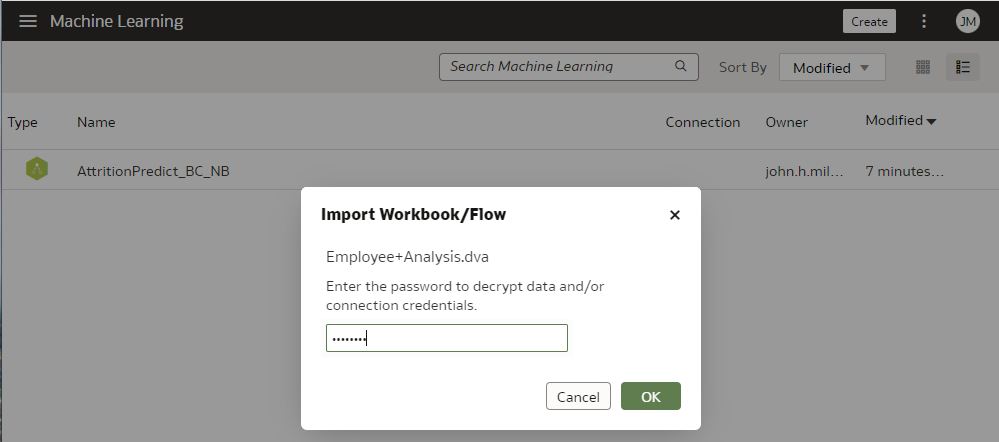 Machine Learning Create JM
Search Machine Learning Sort By Modified
Type Name Connection Owner Modified
AttritionPredict_BC_NB john.h.mil... 7 minutes...
Import Workbook/Flow
Employee+Analysis.dva
Enter the password to decrypt data and/or
connection credentials.
••••••••
Cancel OK